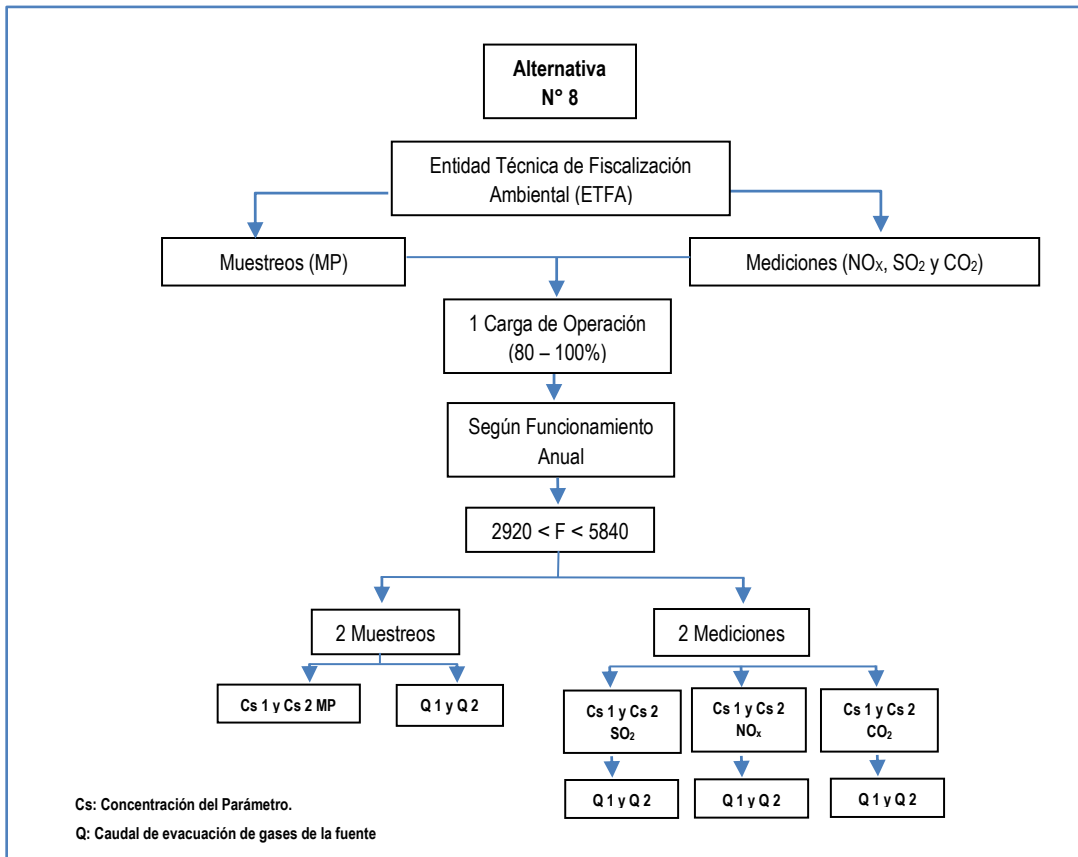 Alternativa
N° 8
Entidad Técnica de Fiscalización
Ambiental (ETFA)
Muestreos (MP)
Mediciones (NOX, SO2 y CO2)
1 Carga de Operación
(80 – 100%)
Según Funcionamiento
Anual
2920 < F < 5840
2 Muestreos
2 Mediciones
Cs 1 y Cs 2 MP
Q 1 y Q 2
Cs 1 y Cs 2
SO2
Cs 1 y Cs 2
NOx
Cs 1 y Cs 2
CO2
Q 1 y Q 2
Q 1 y Q 2
Q 1 y Q 2
Cs: Concentración del Parámetro.
Q: Caudal de evacuación de gases de la fuente